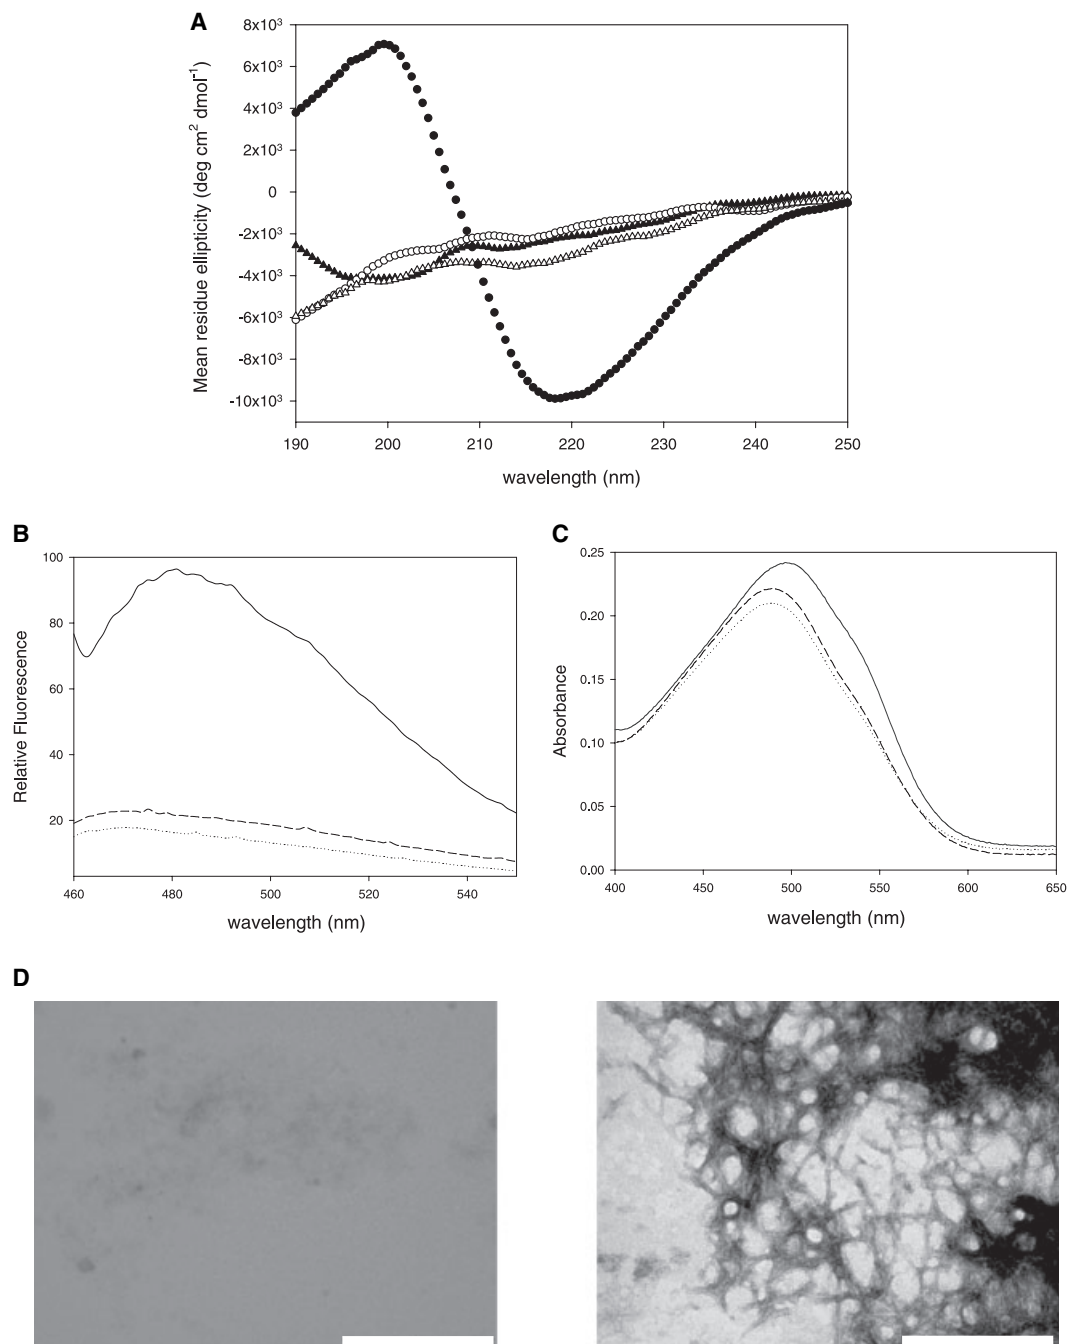 A
8x10³
6x10³
4x10³
2x10³
0
-2x10³
-4x10³
-6x10³
-8x10³
-10x10³
Mean residue ellipticity (deg cm² dmol⁻¹)
190 200 210 220 230 240 250
wavelength (nm)
B
100
80
60
40
20
Relative Fluorescence
460 480 500 520 540
wavelength (nm)
C
0.25
0.20
0.15
0.10
0.05
0.00
Absorbance
400 450 500 550 600 650
wavelength (nm)
D